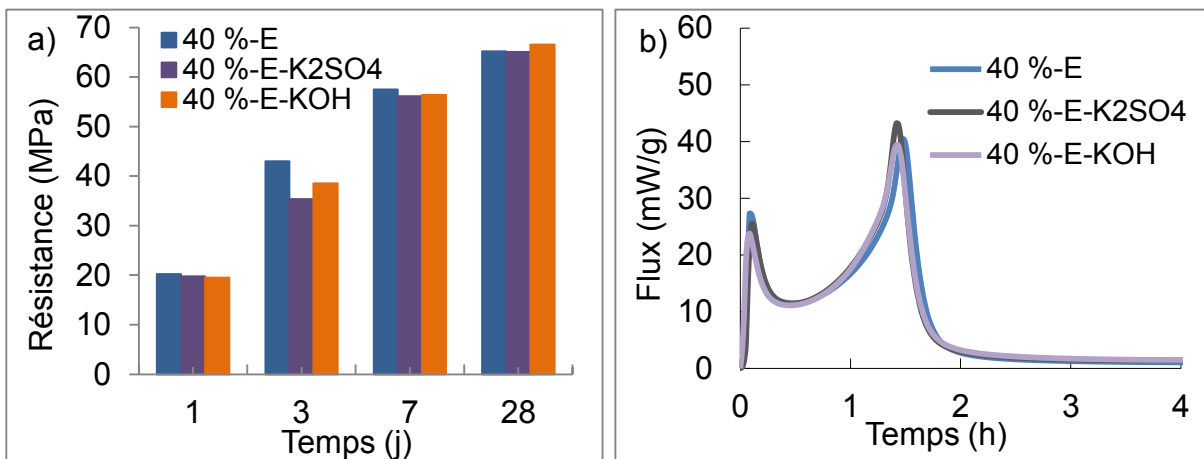 a)
40 %-E
40 %-E-K2SO4
40 %-E-KOH
Résistance (MPa)
70
60
50
40
30
20
10
0
1 3 7 28
Temps (j)
b)
40 %-E
40 %-E-K2SO4
40 %-E-KOH
Flux (mW/g)
60
50
40
30
20
10
0
0 1 2 3 4
Temps (h)